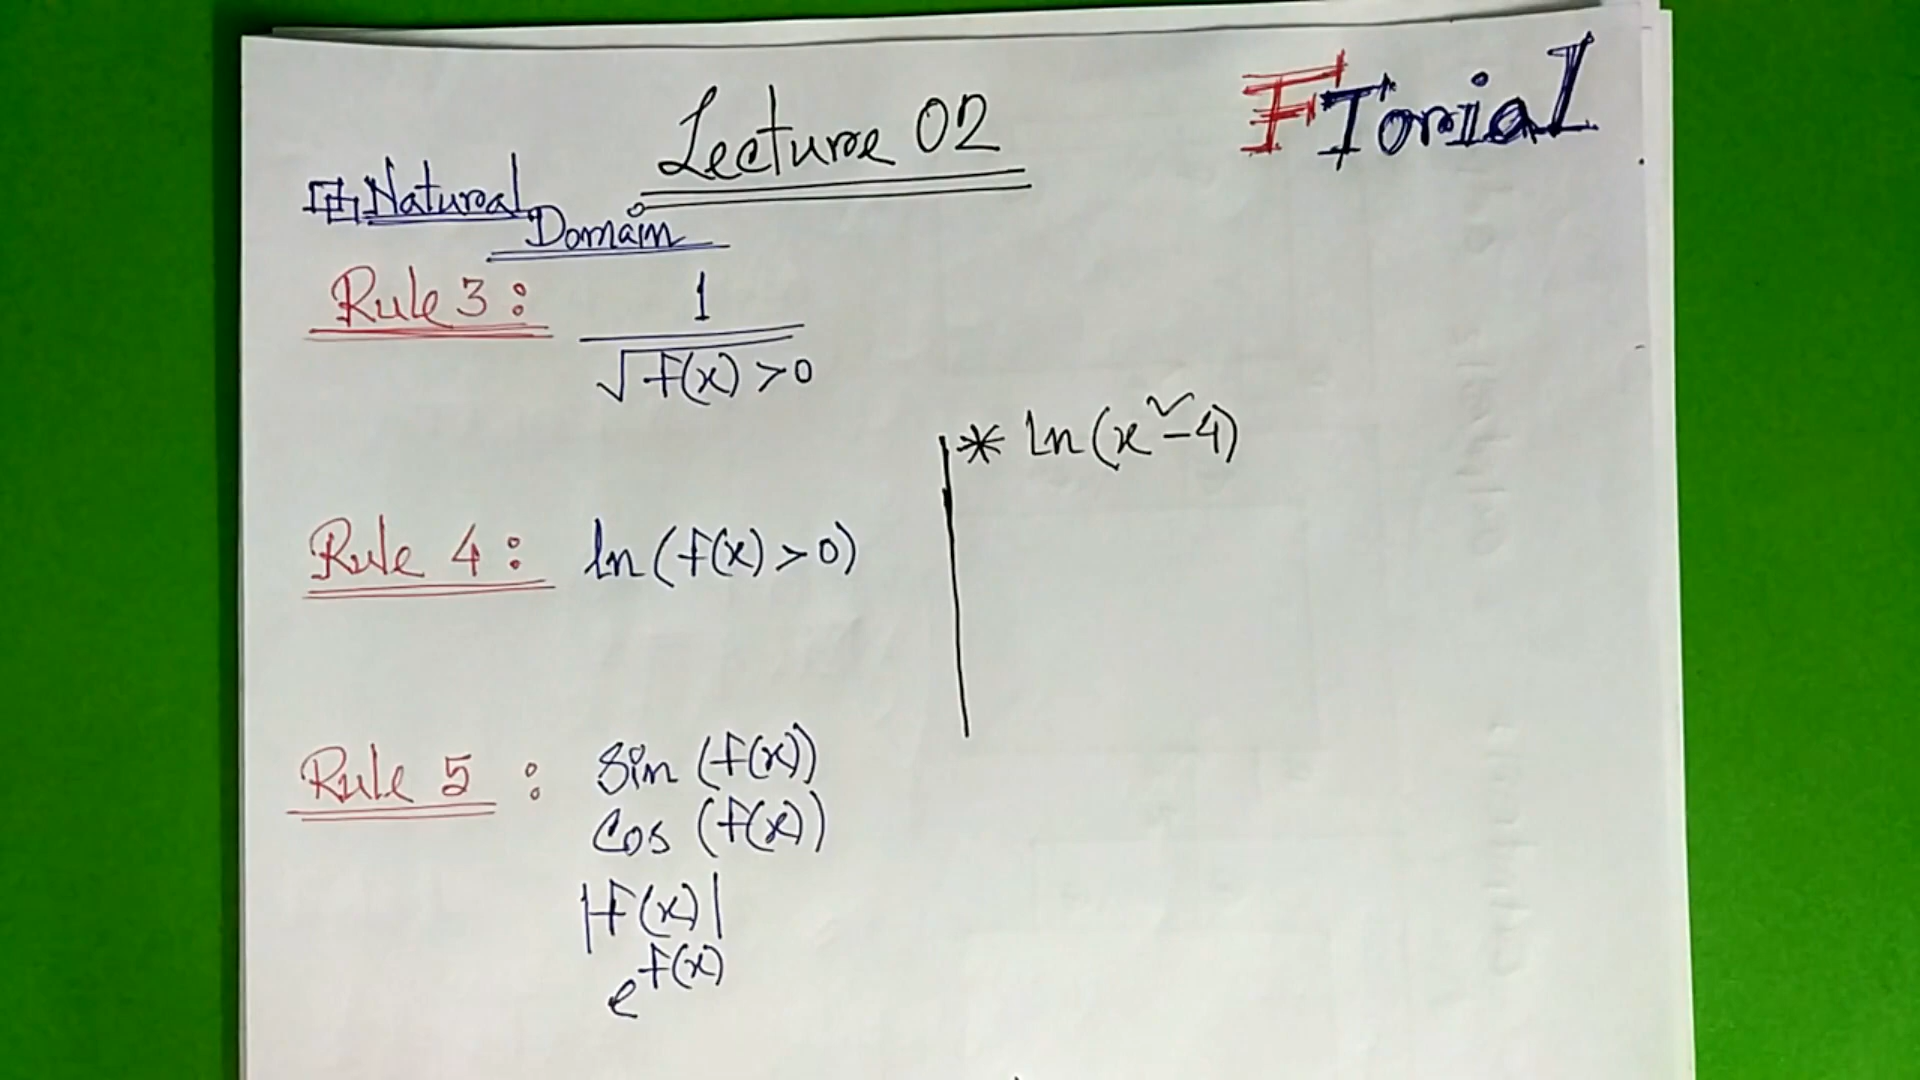 Lecture 02
FTorial
Natural
Domain
Rule 3 : 1
√f(x) > 0
* ln(x²-4)
Rule 4 : ln(f(x) > 0)
Rule 5 : Sin (f(x))
Cos (f(x))
|f(x)|
e^f(x)